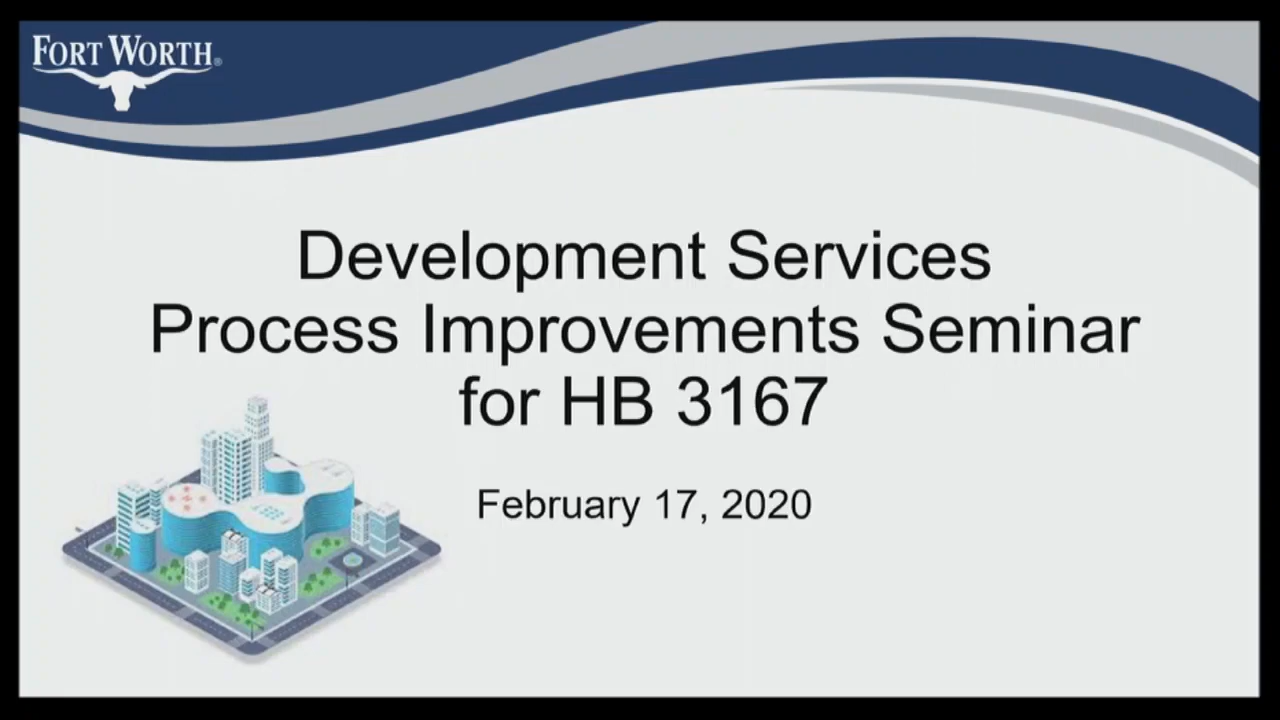 FORT WORTH®
Development Services
Process Improvements Seminar
for HB 3167
February 17, 2020